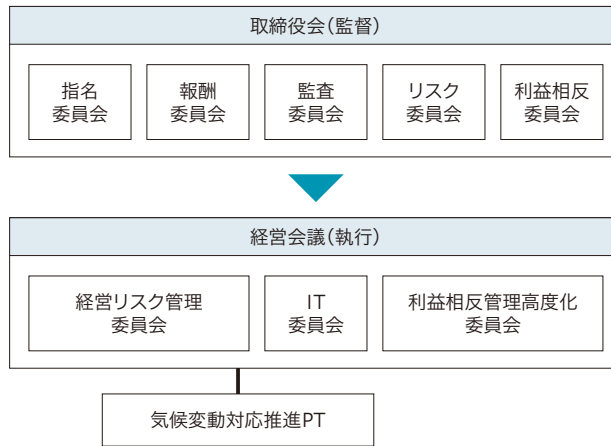 取締役会（監督）
指名
委員会
報酬
委員会
監査
委員会
リスク
委員会
利益相反
委員会
経営会議（執行）
経営リスク管理
委員会
IT
委員会
利益相反管理高度化
委員会
気候変動対応推進PT